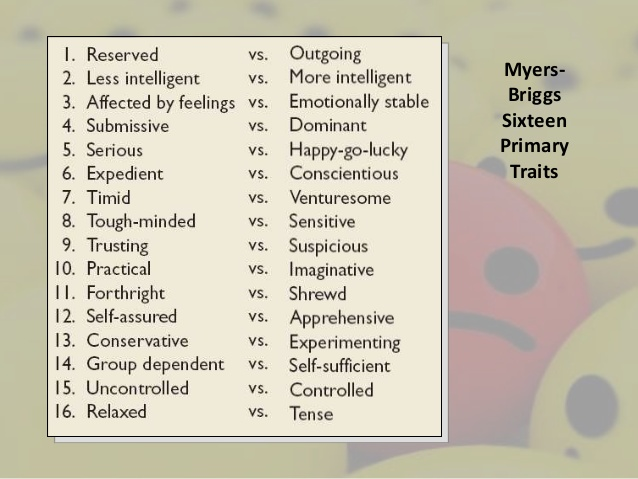 1. Reserved vs. Outgoing
2. Less intelligent vs. More intelligent
3. Affected by feelings vs. Emotionally stable
4. Submissive vs. Dominant
5. Serious vs. Happy-go-lucky
6. Expedient vs. Conscientious
7. Timid vs. Venturesome
8. Tough-minded vs. Sensitive
9. Trusting vs. Suspicious
10. Practical vs. Imaginative
11. Forthright vs. Shrewd
12. Self-assured vs. Apprehensive
13. Conservative vs. Experimenting
14. Group dependent vs. Self-sufficient
15. Uncontrolled vs. Controlled
16. Relaxed vs. Tense
Myers-
Briggs
Sixteen
Primary
Traits